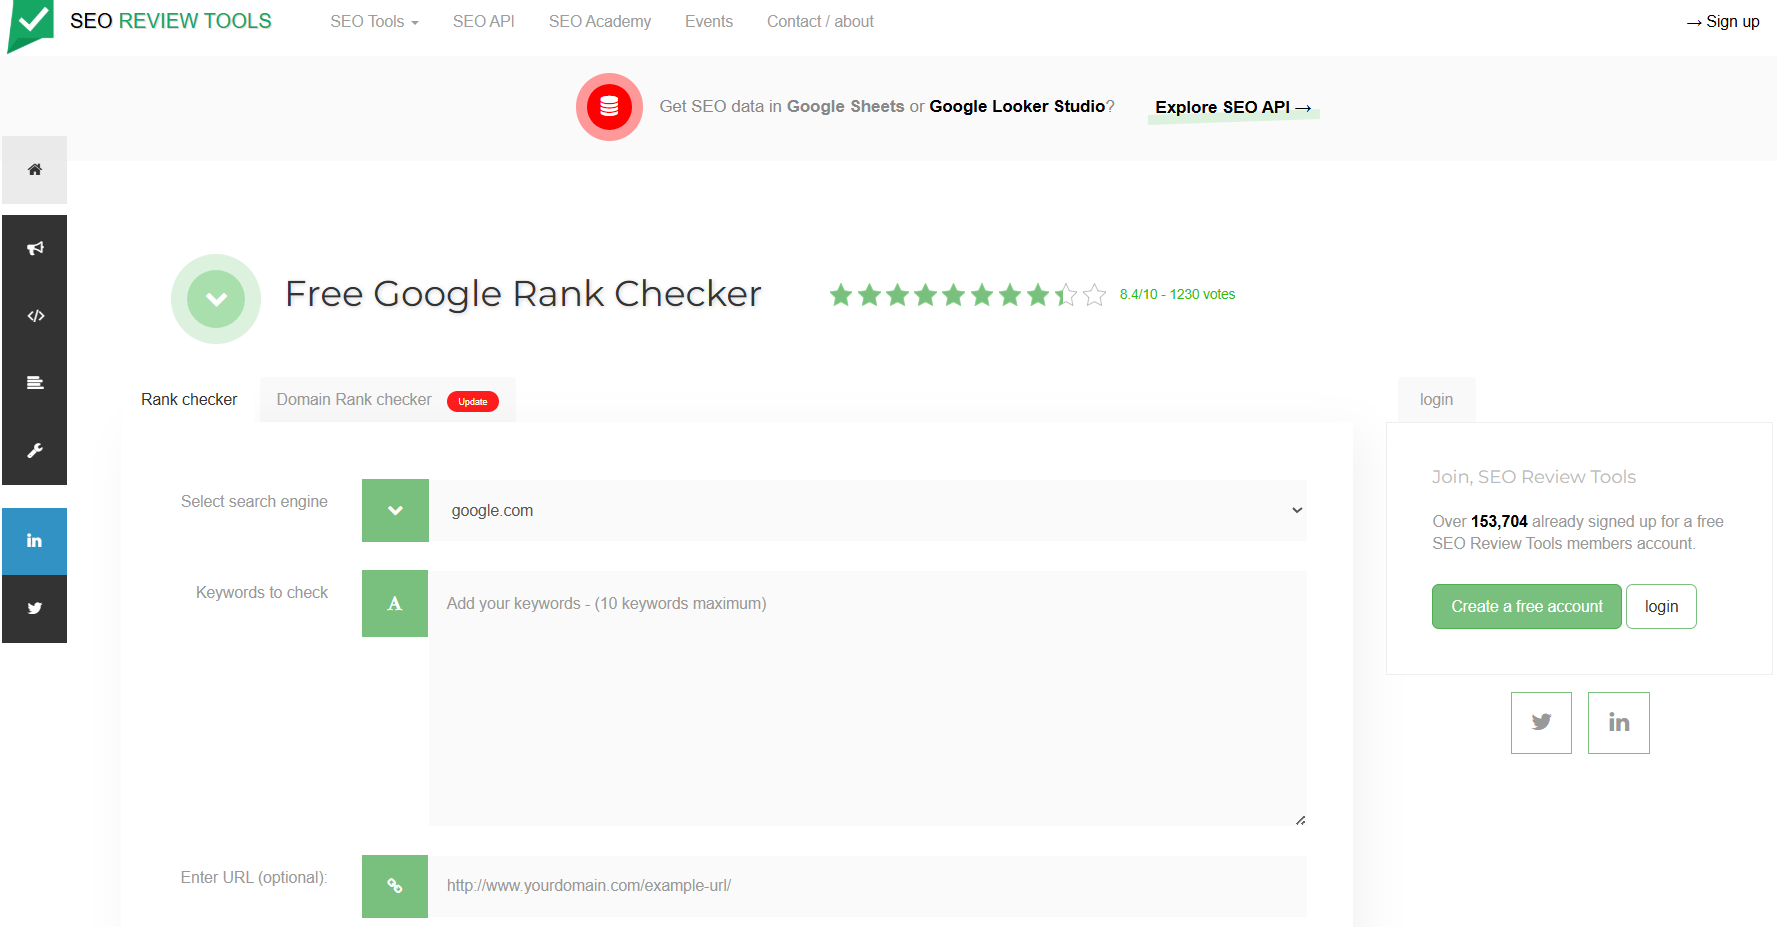 SEO REVIEW TOOLS
SEO Tools
SEO API
SEO Academy
Events
Contact / about
→ Sign up
Get SEO data in Google Sheets or Google Looker Studio?
Explore SEO API →
Free Google Rank Checker
8.4/10 - 1230 votes
Rank checker
Domain Rank checker
Update
login
Select search engine
google.com
Keywords to check
A
Add your keywords - (10 keywords maximum)
Enter URL (optional):
http://www.yourdomain.com/example-url/
Join, SEO Review Tools
Over 153,704 already signed up for a free
SEO Review Tools members account.
Create a free account
login
in
in